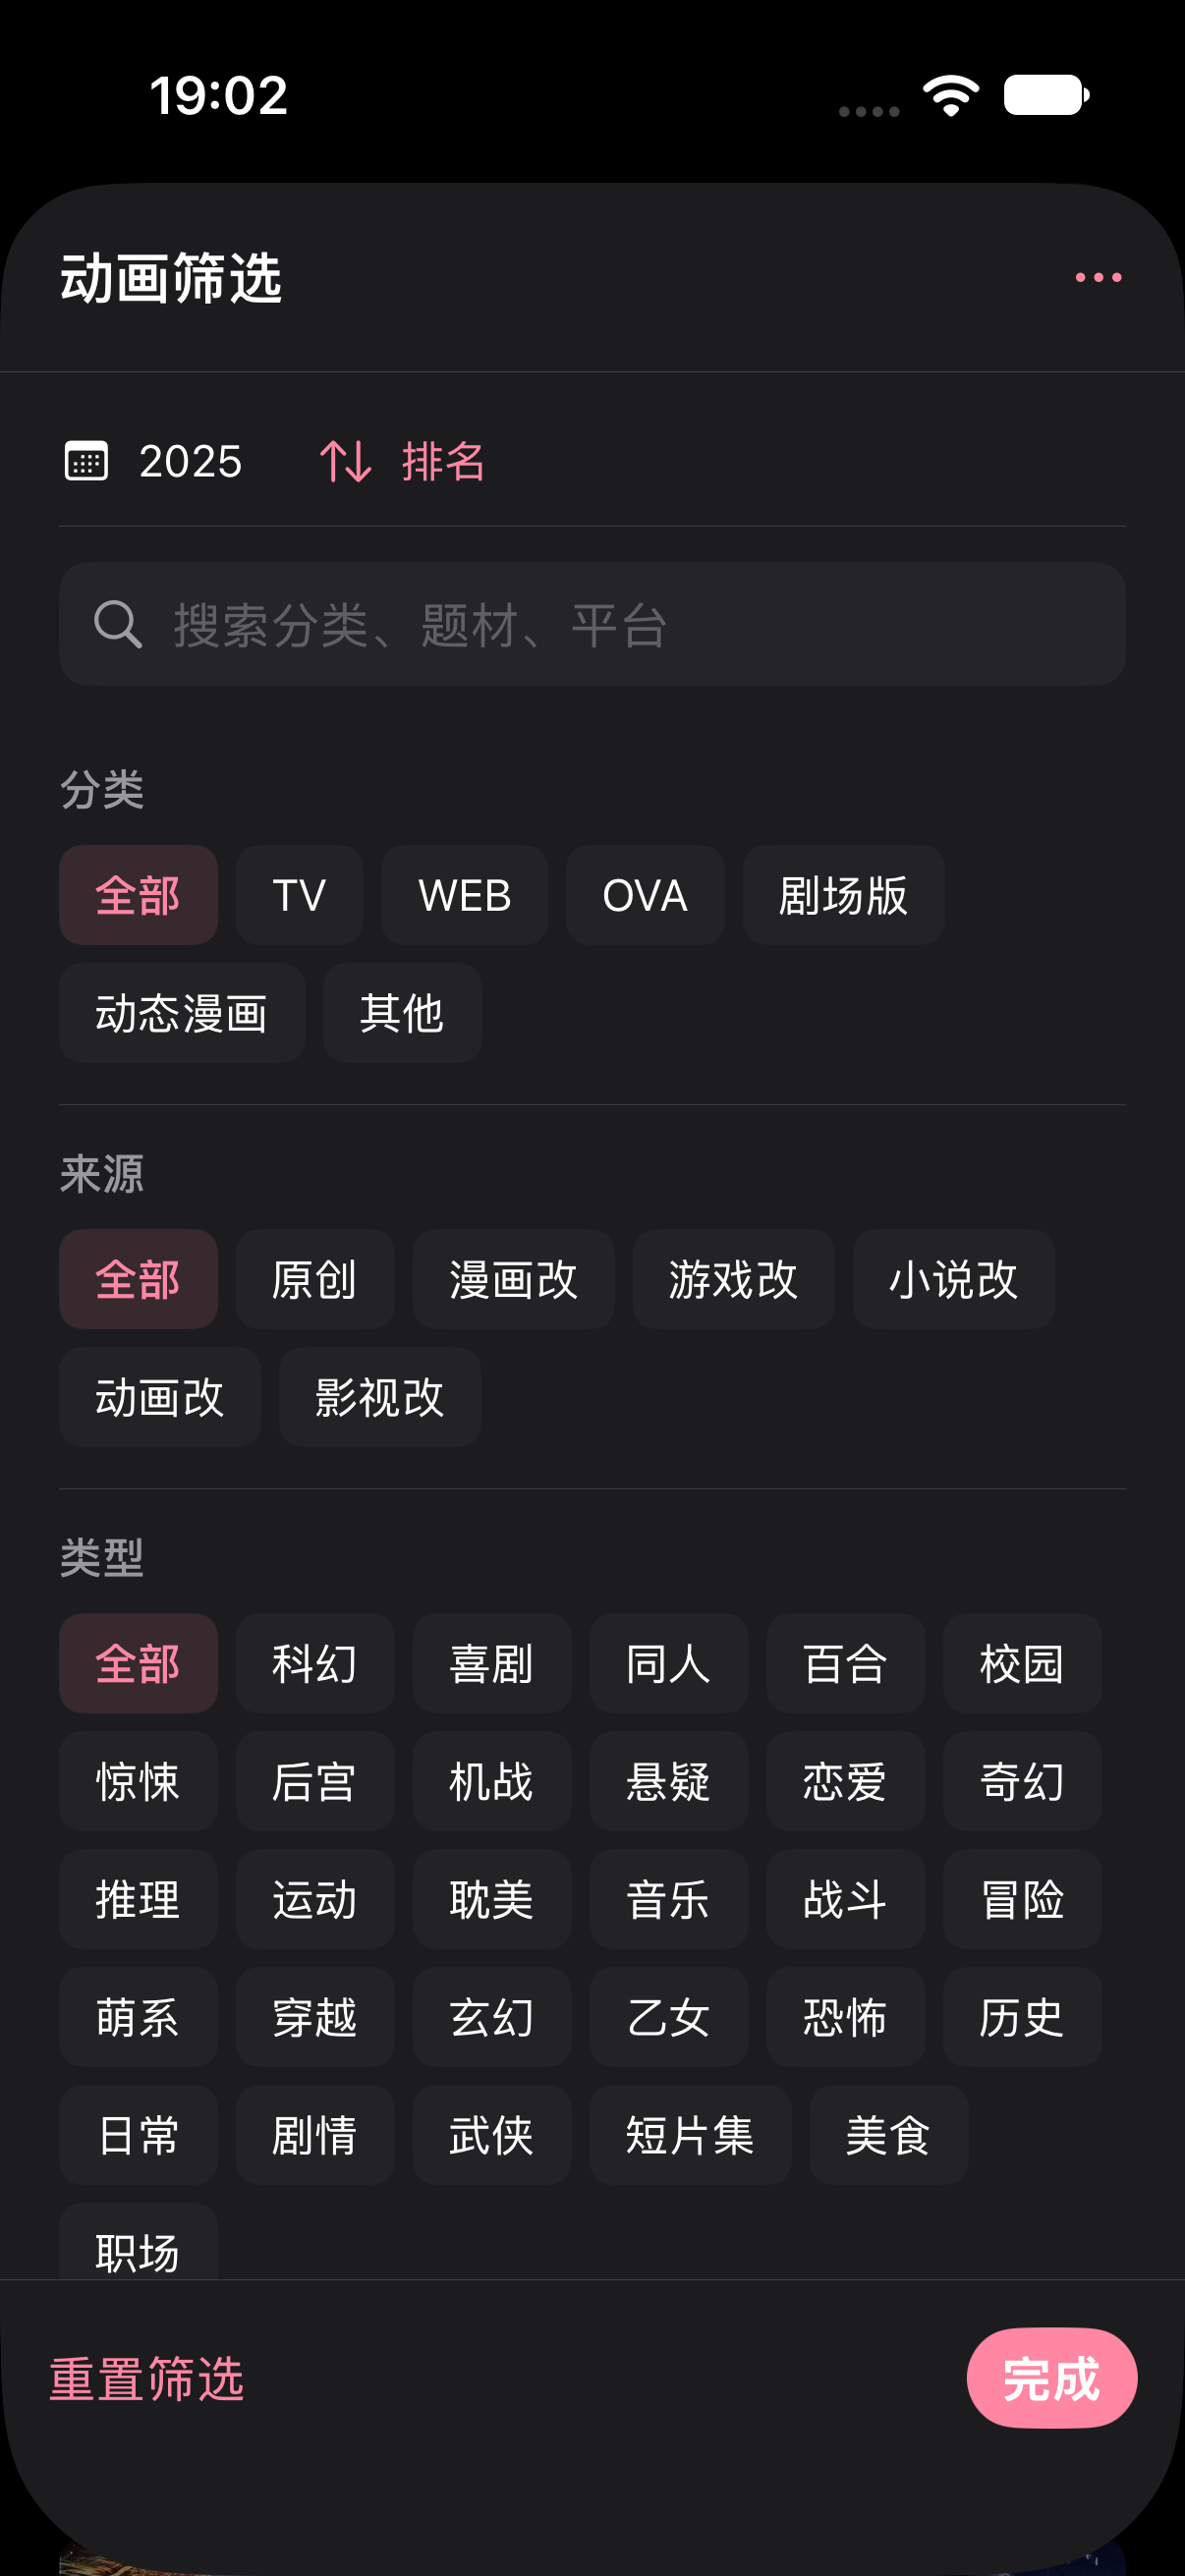 19:02
动画筛选
2025 排名
搜索分类、题材、平台
分类
全部 TV WEB OVA 剧场版
动态漫画 其他
来源
全部 原创 漫画改 游戏改 小说改
动画改 影视改
类型
全部 科幻 喜剧 同人 百合 校园
惊悚 后宫 机战 悬疑 恋爱 奇幻
推理 运动 耽美 音乐 战斗 冒险
萌系 穿越 玄幻 乙女 恐怖 历史
日常 剧情 武侠 短片集 美食
职场
重置筛选 完成